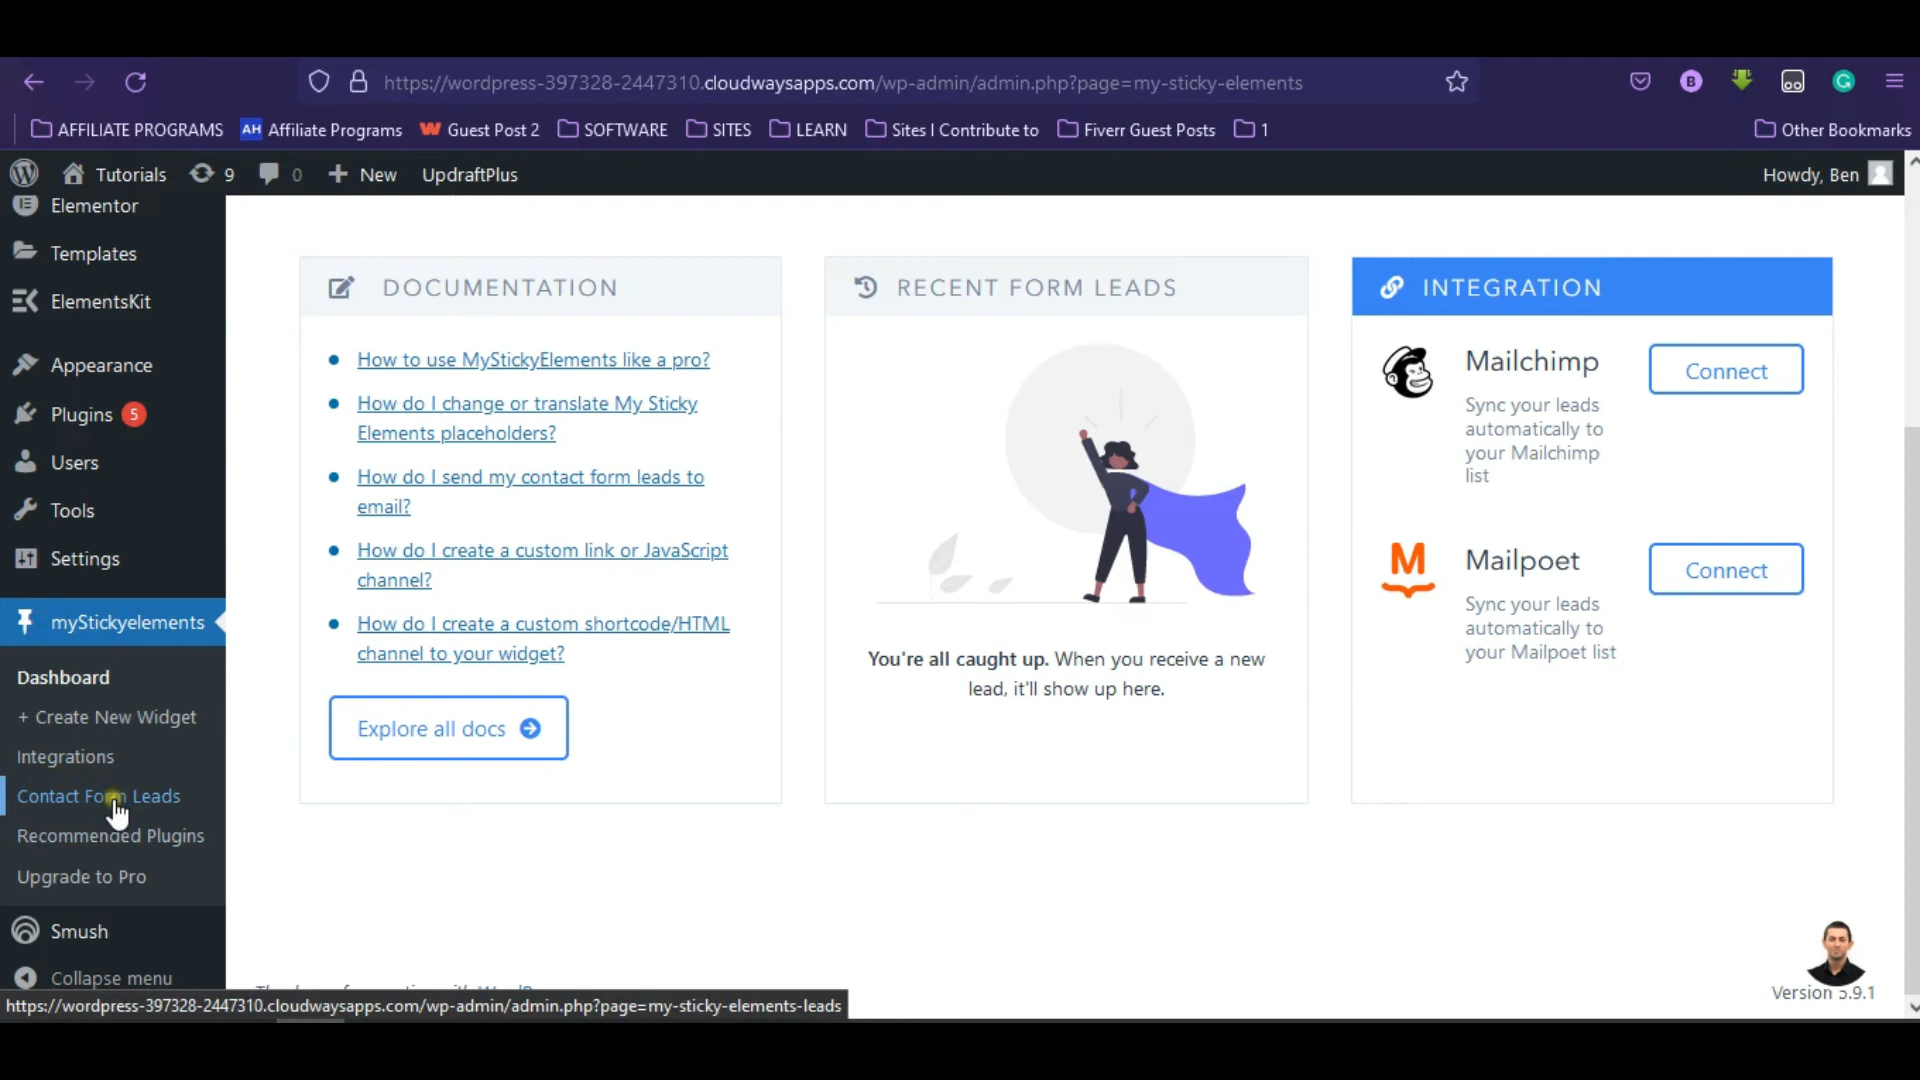 https://wordpress-397328-2447310.cloudwaysapps.com/wp-admin/admin.php?page=my-sticky-elements
B
G
AFFILIATE PROGRAMS
AH Affiliate Programs
Guest Post 2
SOFTWARE
SITES
LEARN
Sites I Contribute to
Fiverr Guest Posts
1
Other Bookmarks
Tutorials
9
0
New
UpdraftPlus
Howdy, Ben
Elementor
Templates
ElementsKit
Appearance
Plugins 5
Users
Tools
Settings
myStickyelements
Dashboard
+ Create New Widget
Integrations
Contact Form Leads
Recommended Plugins
Upgrade to Pro
Smush
Collapse menu
DOCUMENTATION
How to use MyStickyElements like a pro?
How do I change or translate My Sticky
Elements placeholders?
How do I send my contact form leads to
email?
How do I create a custom link or JavaScript
channel?
How do I create a custom shortcode/HTML
channel to your widget?
Explore all docs
RECENT FORM LEADS
You're all caught up. When you receive a new
lead, it'll show up here.
INTEGRATION
Mailchimp
Connect
Sync your leads
automatically to
your Mailchimp
list
Mailpoet
Connect
Sync your leads
automatically to
your Mailpoet list
Version 5.9.1
https://wordpress-397328-2447310.cloudwaysapps.com/wp-admin/admin.php?page=my-sticky-elements-leads